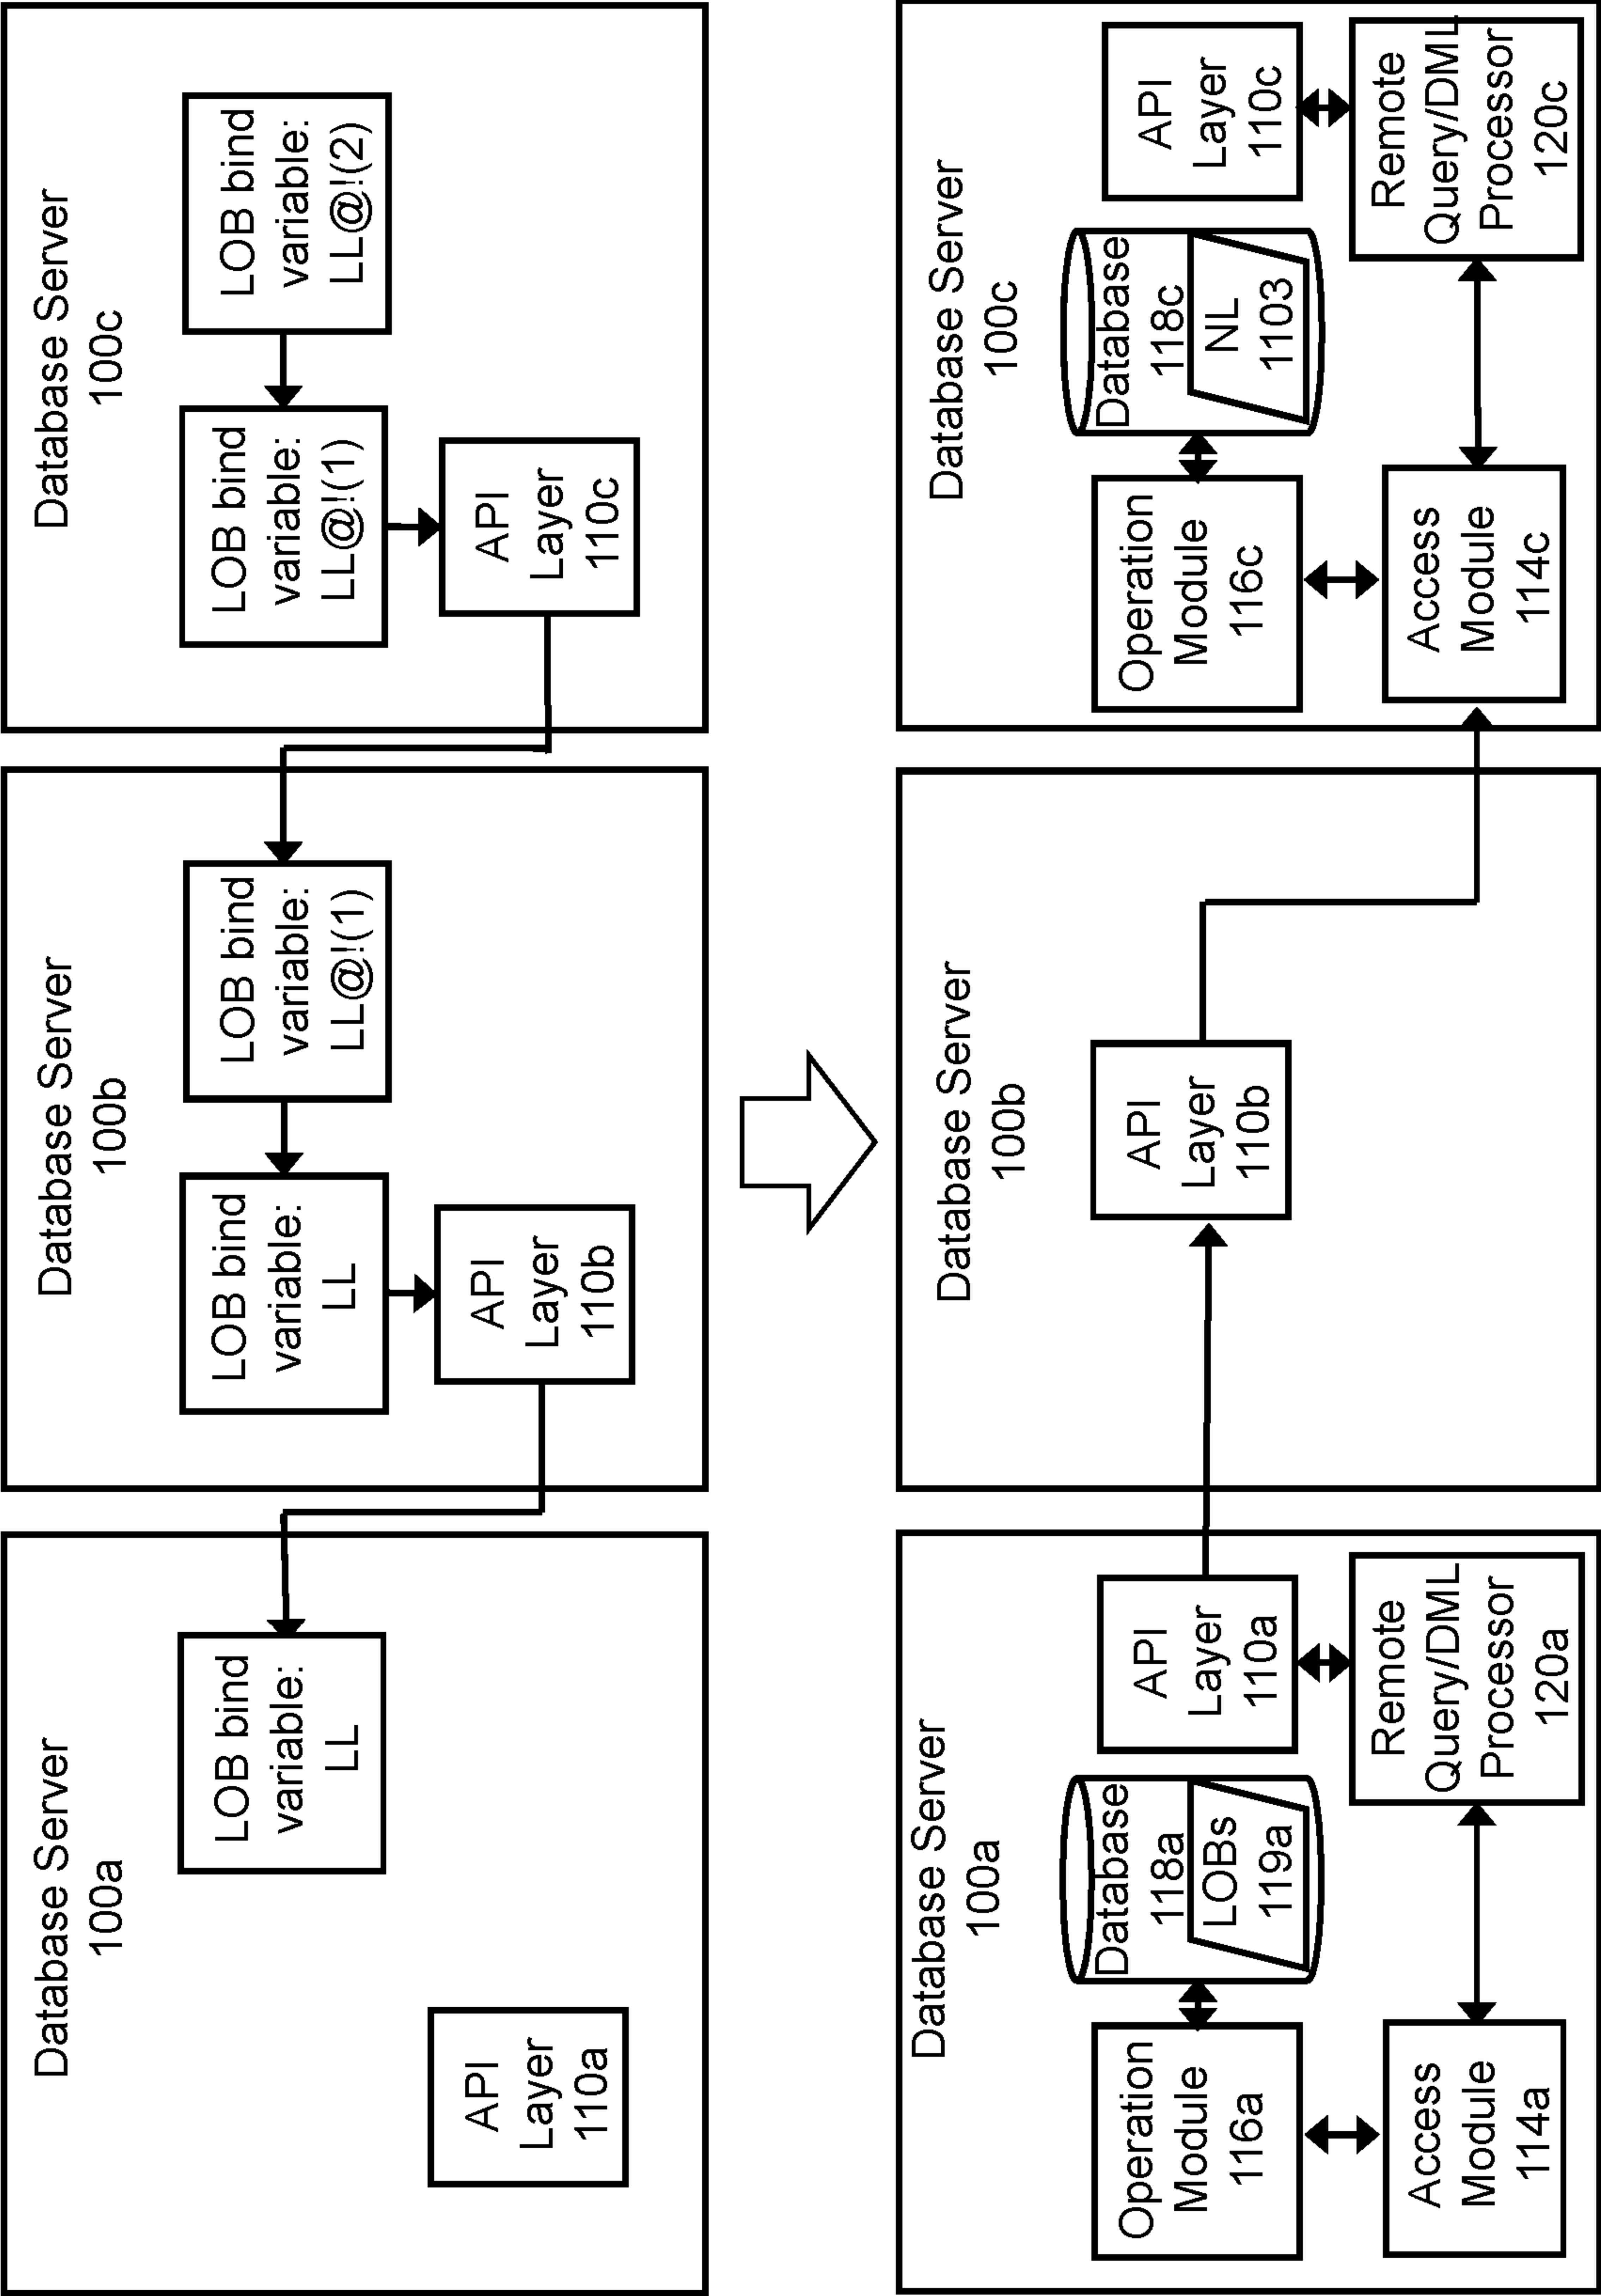 Database Server
100a
LOB bind
variable:
LL
API
Layer
110a
Database Server
100b
LOB bind
variable:
LL
LOB bind
variable:
LL@!(1)
API
Layer
110b
Database Server
100c
LOB bind
variable:
LL@!(1)
LOB bind
variable:
LL@!(2)
API
Layer
110c
Database Server
100a
Operation
Module
116a
Database
118a
LOBs
119a
API
Layer
110a
Access
Module
114a
Remote
Query/DML
Processor
120a
Database Server
100b
API
Layer
110b
Database Server
100c
Operation
Module
116c
Database
118c
NL
1103
API
Layer
110c
Access
Module
114c
Remote
Query/DML
Processor
120c